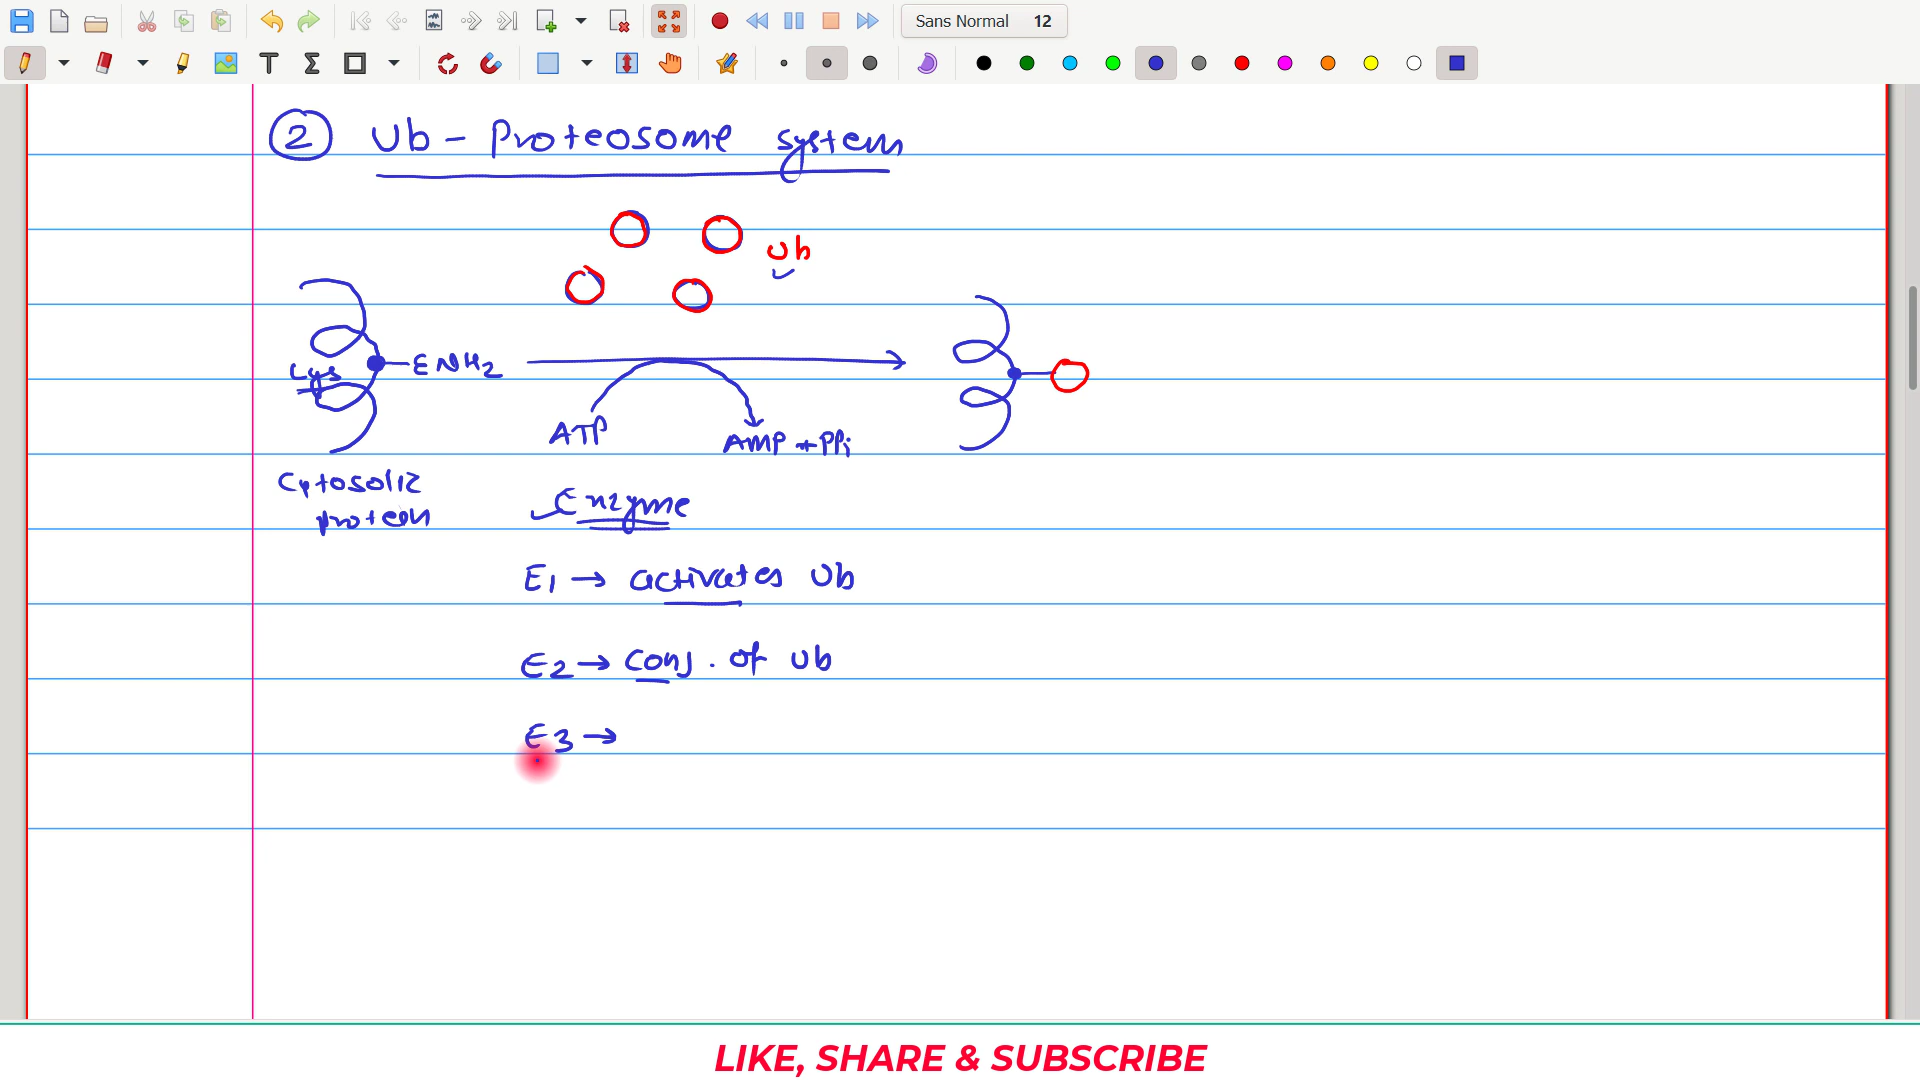 Sans Normal 12
2 Ub - Proteosome system
Ub
Lys
ENH2
ATP
AMP + PPi
Cytosolic
protein
Enzyme
E1 → activates Ub
E2 → Conj. of Ub
E3 →
LIKE, SHARE & SUBSCRIBE